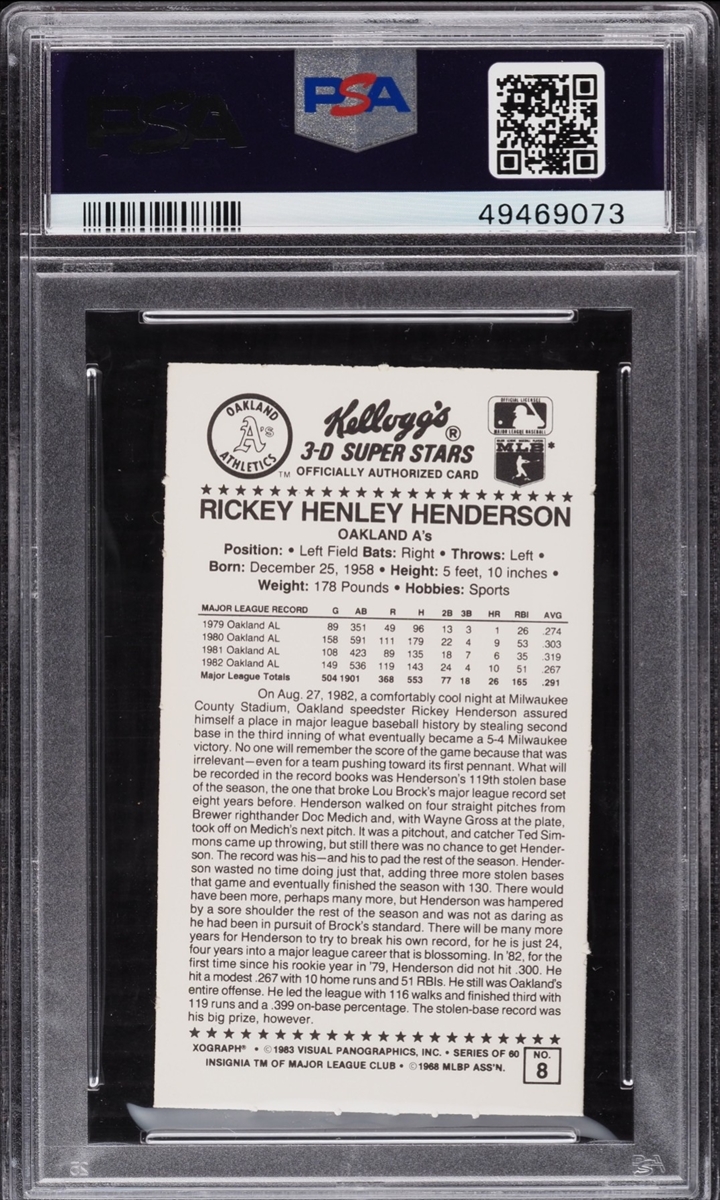 PSA
PSA
49469073
OAKLAND
A's
ATHLETICS
TM
Kellogg's®
3-D SUPER STARS
OFFICIALLY AUTHORIZED CARD
OFFICIAL LICENSEE
MAJOR LEAGUE BASEBALL
MAJOR LEAGUE BASEBALL PLAYERS
MLB*
★★★★★★★★★★★★★★★★★★★★★★
RICKEY HENLEY HENDERSON
OAKLAND A's
Position: • Left Field Bats: Right • Throws: Left •
Born: December 25, 1958 • Height: 5 feet, 10 inches •
Weight: 178 Pounds • Hobbies: Sports
MAJOR LEAGUE RECORD G AB R H 2B 3B HR RBI AVG
1979 Oakland AL 89 351 49 96 13 3 1 26 .274
1980 Oakland AL 158 591 111 179 22 4 9 53 .303
1981 Oakland AL 108 423 89 135 18 7 6 35 .319
1982 Oakland AL 149 536 119 143 24 4 10 51 .267
Major League Totals 504 1901 368 553 77 18 26 165 .291
On Aug. 27, 1982, a comfortably cool night at Milwaukee
County Stadium, Oakland speedster Rickey Henderson assured
himself a place in major league baseball history by stealing second
base in the third inning of what eventually became a 5-4 Milwaukee
victory. No one will remember the score of the game because that was
irrelevant—even for a team pushing toward its first pennant. What will
be recorded in the record books was Henderson's 119th stolen base
of the season, the one that broke Lou Brock's major league record set
eight years before. Henderson walked on four straight pitches from
Brewer righthander Doc Medich and, with Wayne Gross at the plate,
took off on Medich's next pitch. It was a pitchout, and catcher Ted Sim-
mons came up throwing, but still there was no chance to get Hender-
son. The record was his—and his to pad the rest of the season. Hender-
son wasted no time doing just that, adding three more stolen bases
that game and eventually finished the season with 130. There would
have been more, perhaps many more, but Henderson was hampered
by a sore shoulder the rest of the season and was not as daring as
he had been in pursuit of Brock's standard. There will be many more
years for Henderson to try to break his own record, for he is just 24,
four years into a major league career that is blossoming. In '82, for the
first time since his rookie year in '79, Henderson did not hit .300. He
hit a modest .267 with 10 home runs and 51 RBIs. He still was Oakland's
entire offense. He led the league with 116 walks and finished third with
119 runs and a .399 on-base percentage. The stolen-base record was
his big prize, however.
★★★★★★★★★★★★★★★★★★★★★★
XOGRAPH® • ©1983 VISUAL PANOGRAPHICS, INC. • SERIES OF 60
INSIGNIA TM OF MAJOR LEAGUE CLUB • ©1968 MLBP ASS'N.
NO.
8
PSA